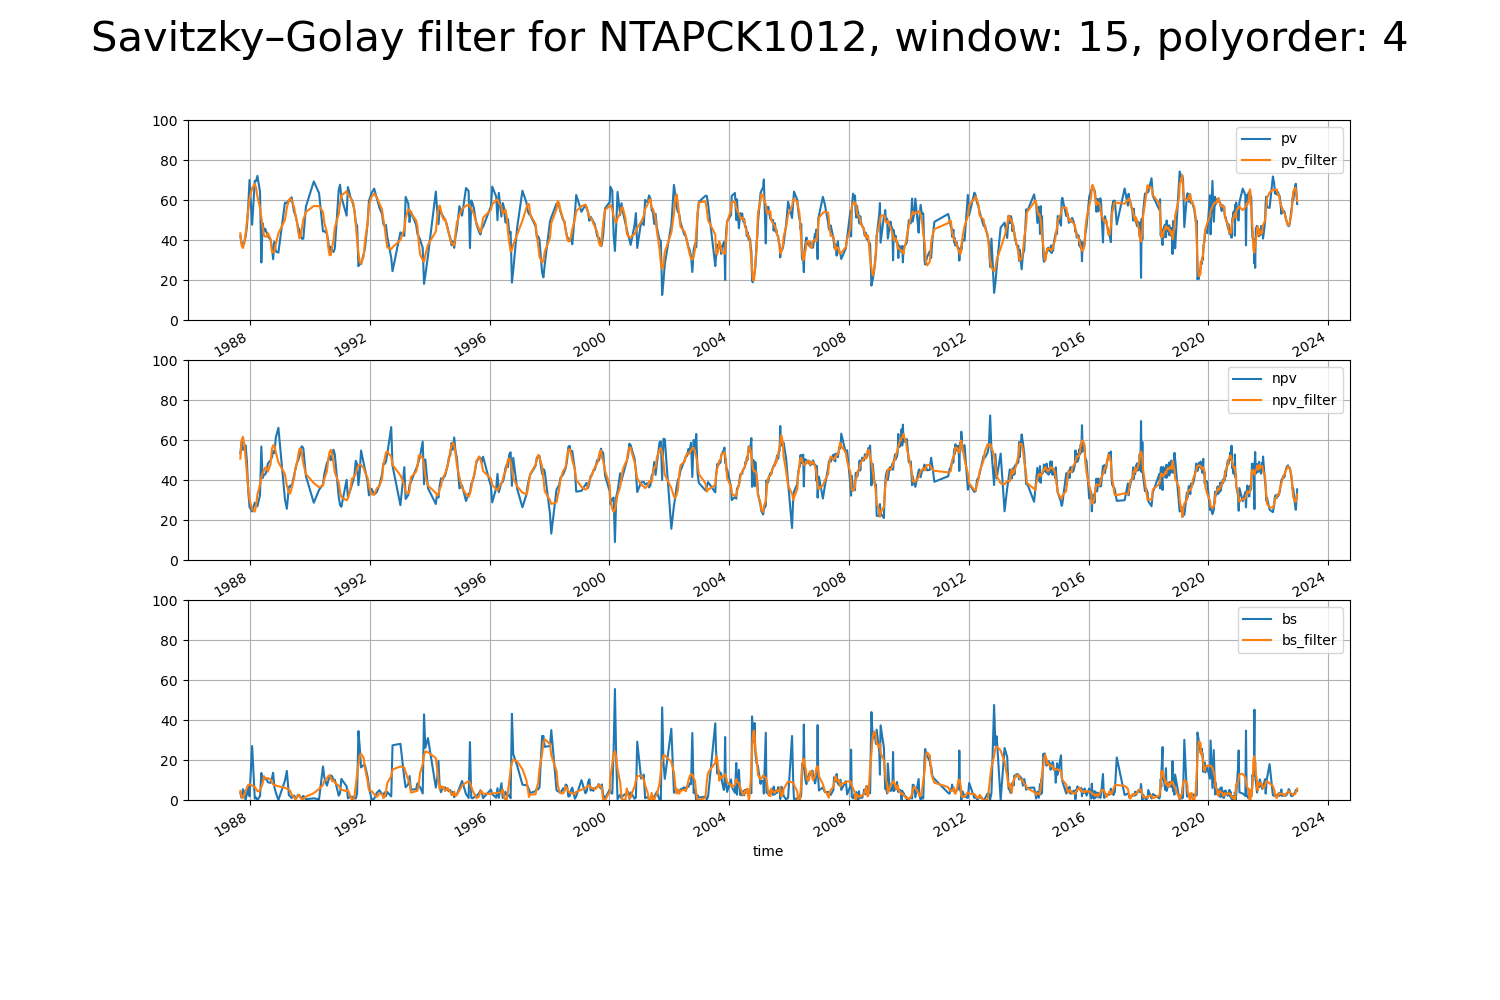 Savitzky–Golay filter for NTAPCK1012, window: 15, polyorder: 4
100
80
60
40
20
0
pv
pv_filter
1988 1992 1996 2000 2004 2008 2012 2016 2020 2024
100
80
60
40
20
0
npv
npv_filter
1988 1992 1996 2000 2004 2008 2012 2016 2020 2024
100
80
60
40
20
0
bs
bs_filter
1988 1992 1996 2000 2004 2008 2012 2016 2020 2024
time